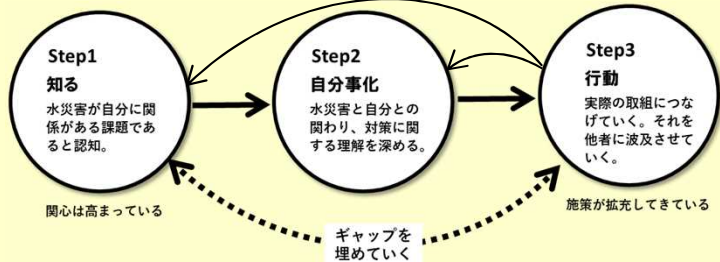 Step1
知る
水災害が自分に関
係がある課題であ
ると認知。
関心は高まっている
Step2
自分事化
水災害と自分との
関わり、対策に関
する理解を深める。
Step3
行動
実際の取組につな
げていく。それを
他者に波及させて
いく。
施策が拡充してきている
ギャップを
埋めていく